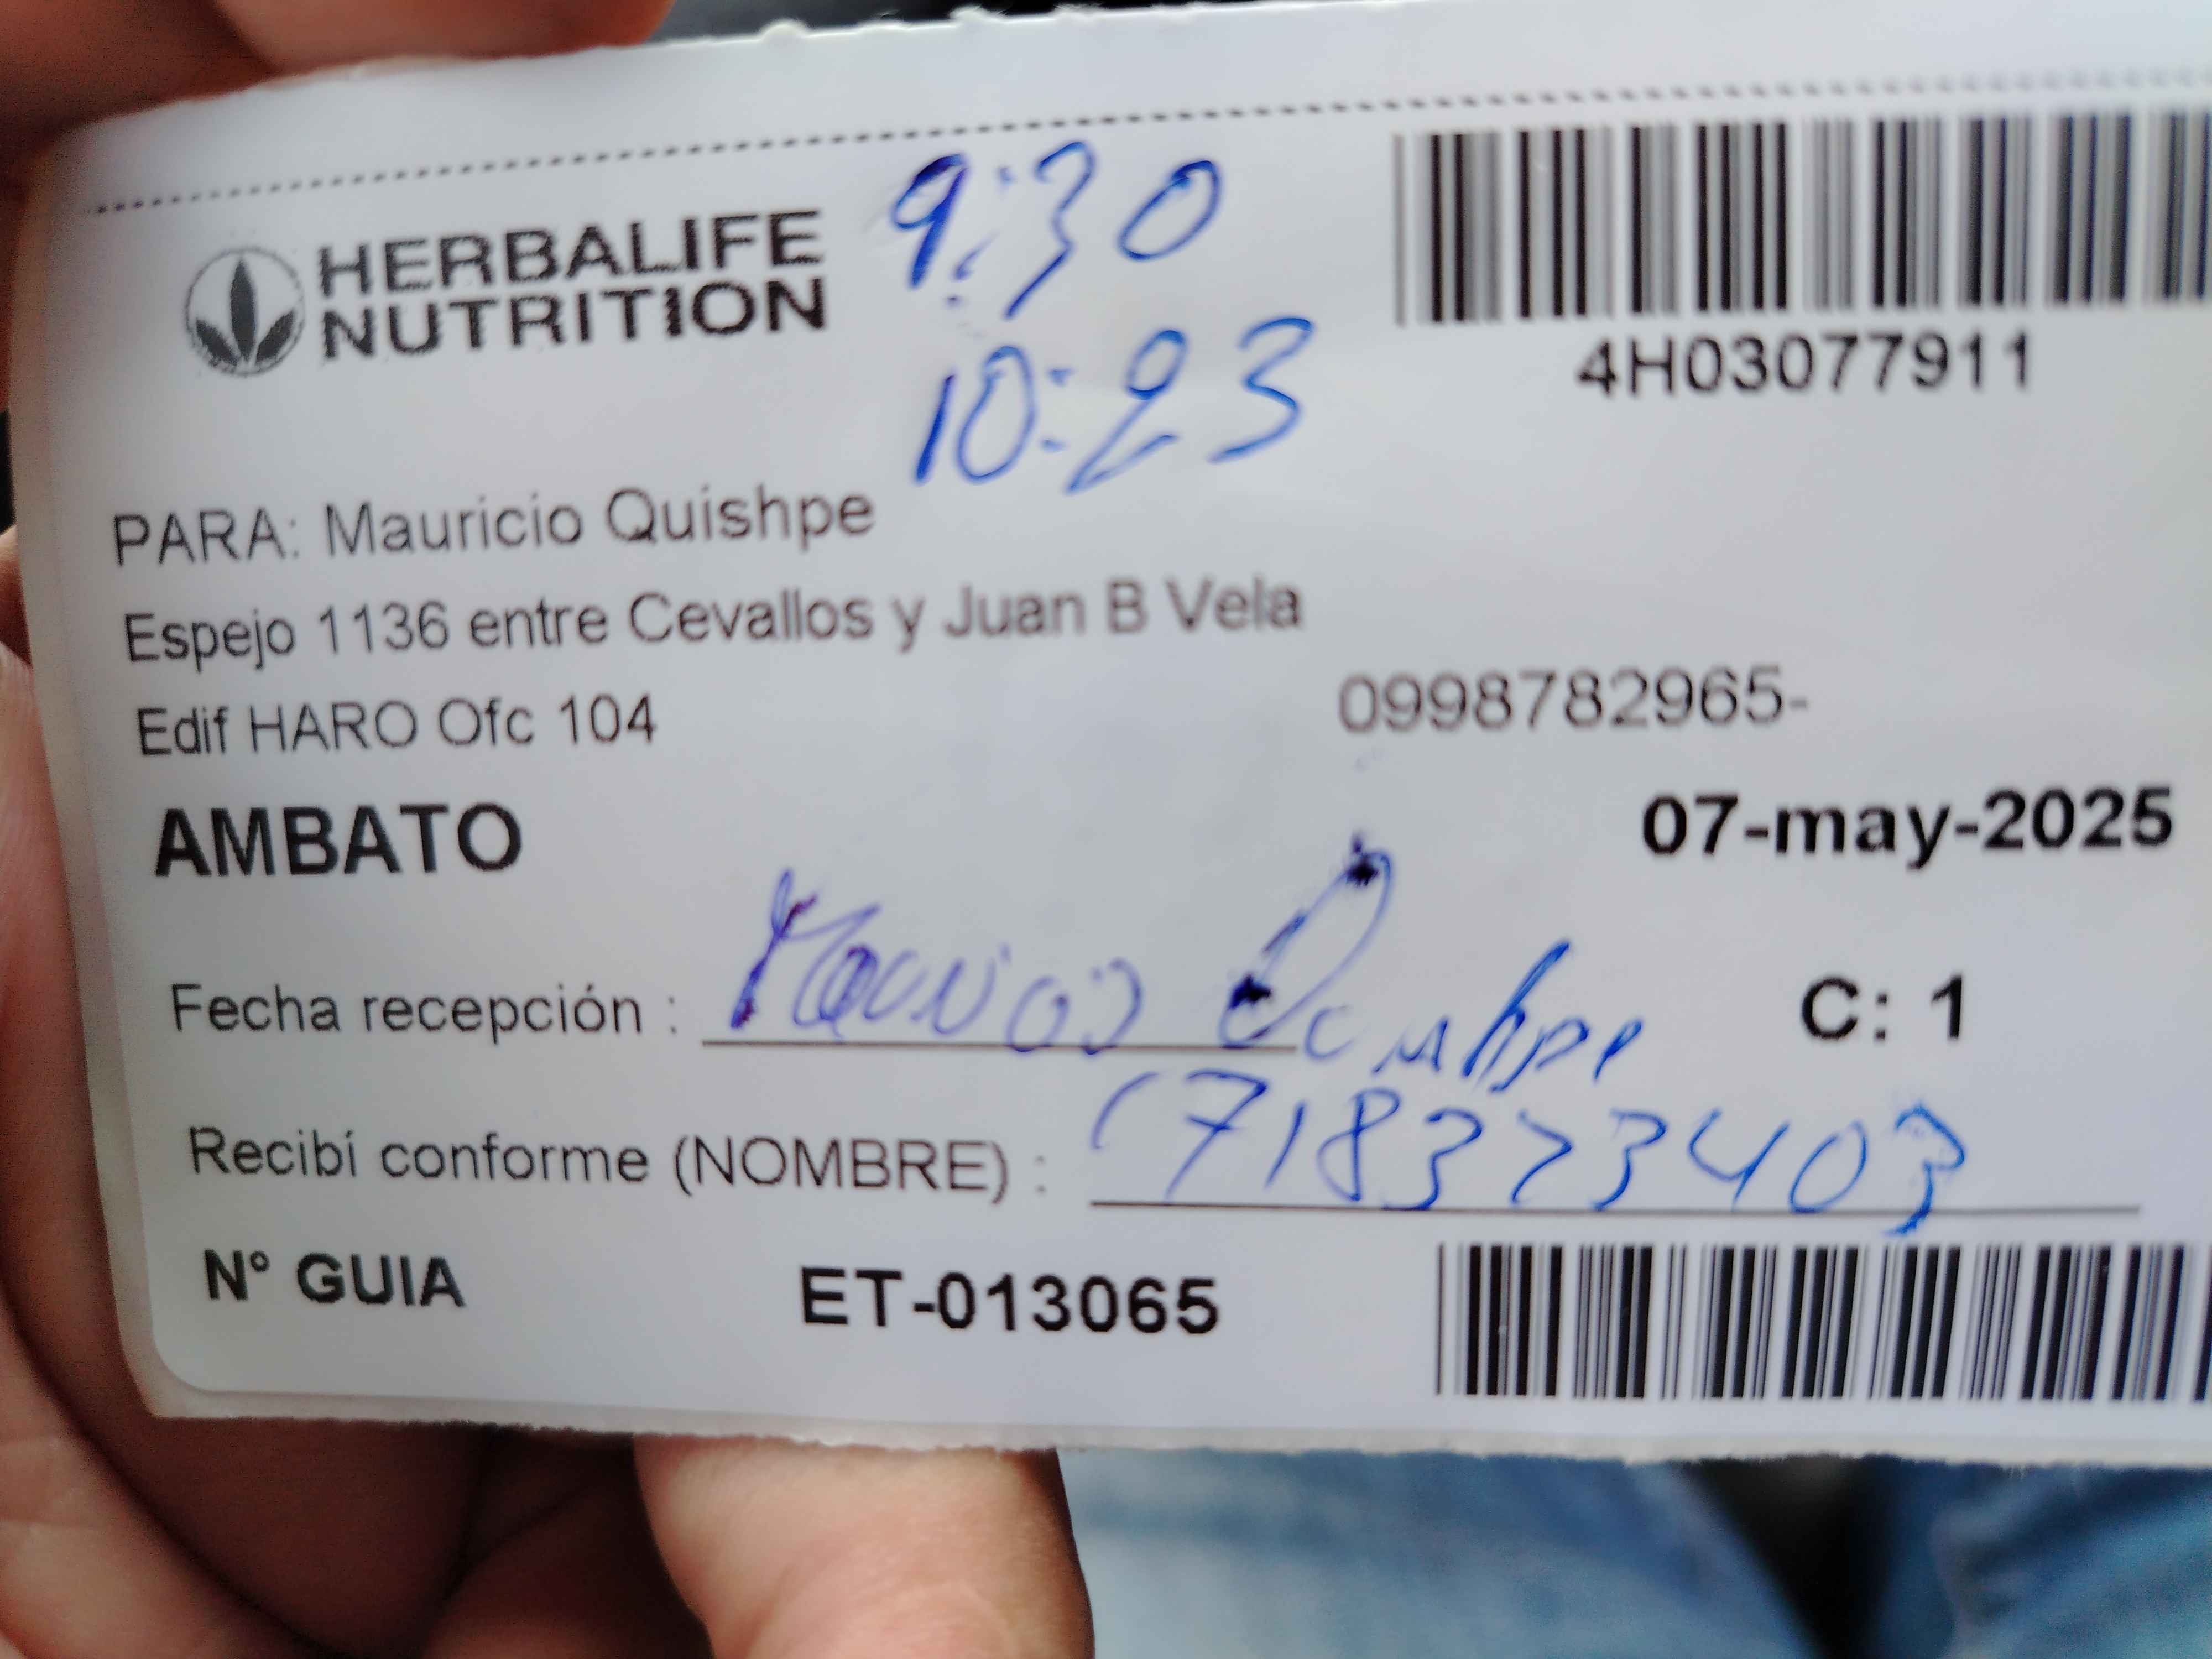 HERBALIFE
NUTRITION
9:30
10:23
4H03077911
PARA: Mauricio Quishpe
Espejo 1136 entre Cevallos y Juan B Vela
Edif HARO Ofc 104
0998782965-
AMBATO
07-may-2025
Fecha recepción :
C: 1
Recibí conforme (NOMBRE) : 1718373403
N° GUIA ET-013065